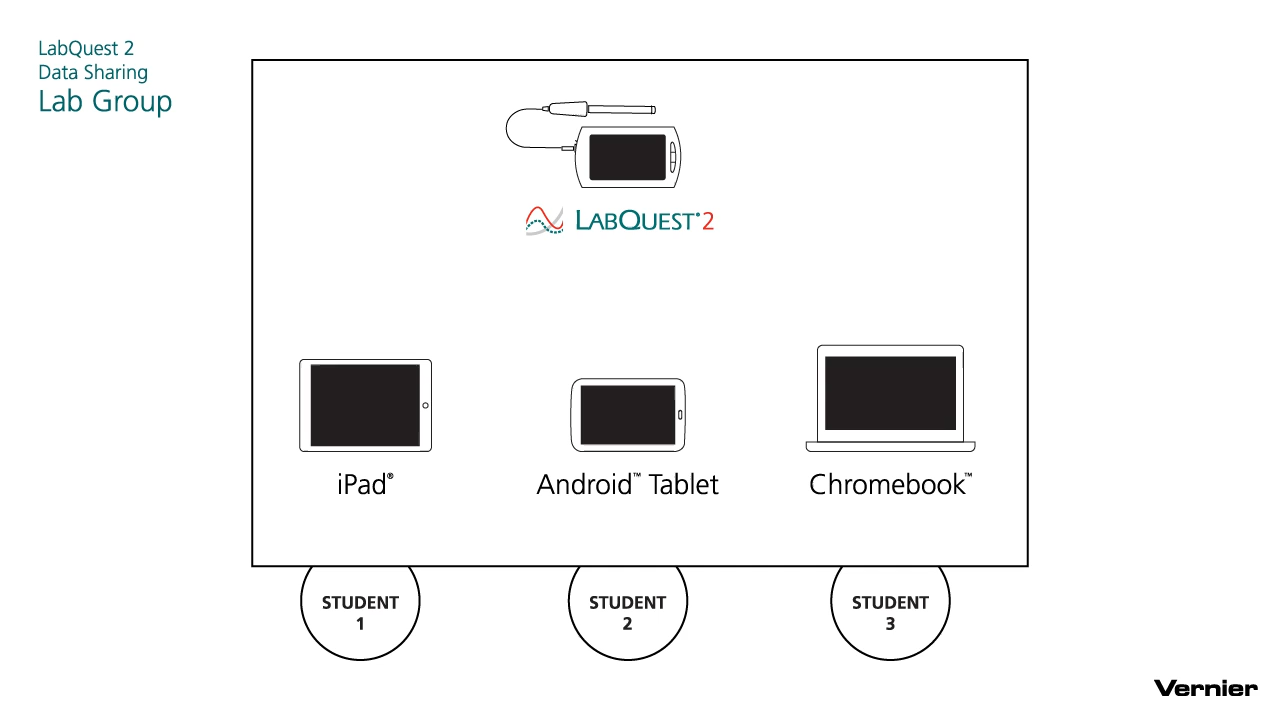 LabQuest 2
Data Sharing
Lab Group
LABQUEST® 2
iPad®
Android™ Tablet
Chromebook™
STUDENT
1
STUDENT
2
STUDENT
3
Vernier